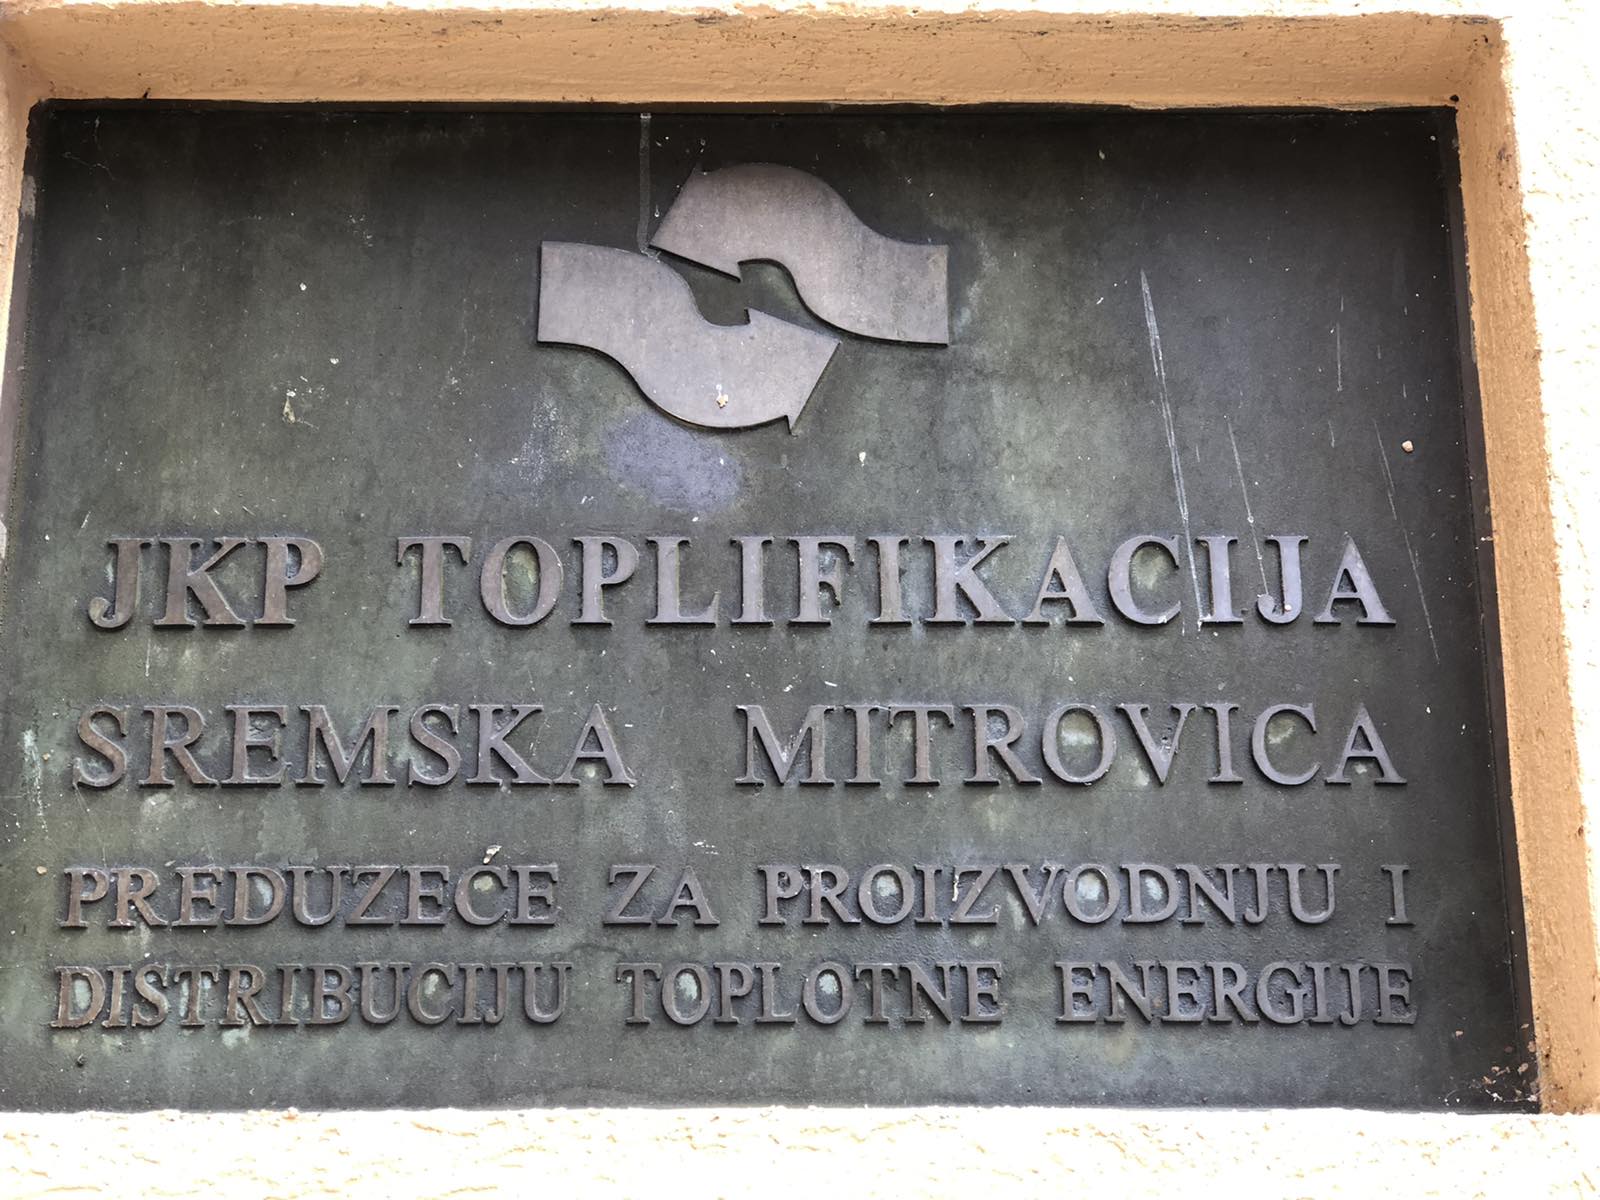 JKP TOPLIFIKACIJA
SREMSKA MITROVICA
PREDUZEĆE ZA PROIZVODNJU I
DISTRIBUCIJU TOPLOTNE ENERGIJE